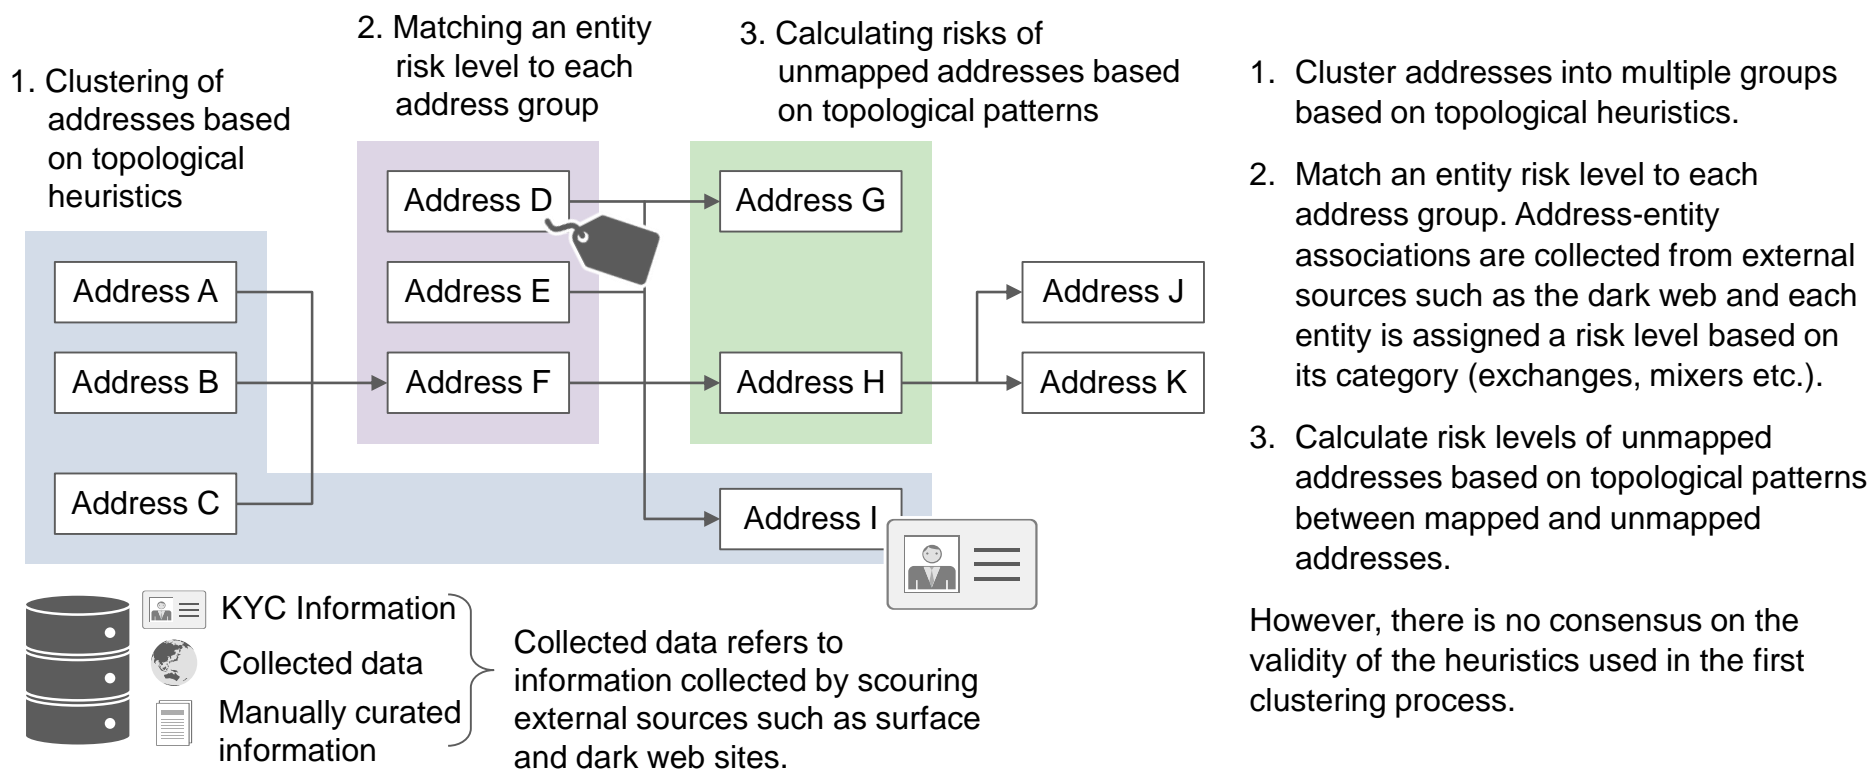 1. Clustering of
addresses based
on topological
heuristics
2. Matching an entity
risk level to each
address group
3. Calculating risks of
unmapped addresses based
on topological patterns
Address A
Address B
Address C
Address D
Address E
Address F
Address G
Address H
Address I
Address J
Address K
KYC Information
Collected data
Manually curated
information
Collected data refers to
information collected by scouring
external sources such as surface
and dark web sites.
1. Cluster addresses into multiple groups
based on topological heuristics.
2. Match an entity risk level to each
address group. Address-entity
associations are collected from external
sources such as the dark web and each
entity is assigned a risk level based on
its category (exchanges, mixers etc.).
3. Calculate risk levels of unmapped
addresses based on topological patterns
between mapped and unmapped
addresses.
However, there is no consensus on the
validity of the heuristics used in the first
clustering process.